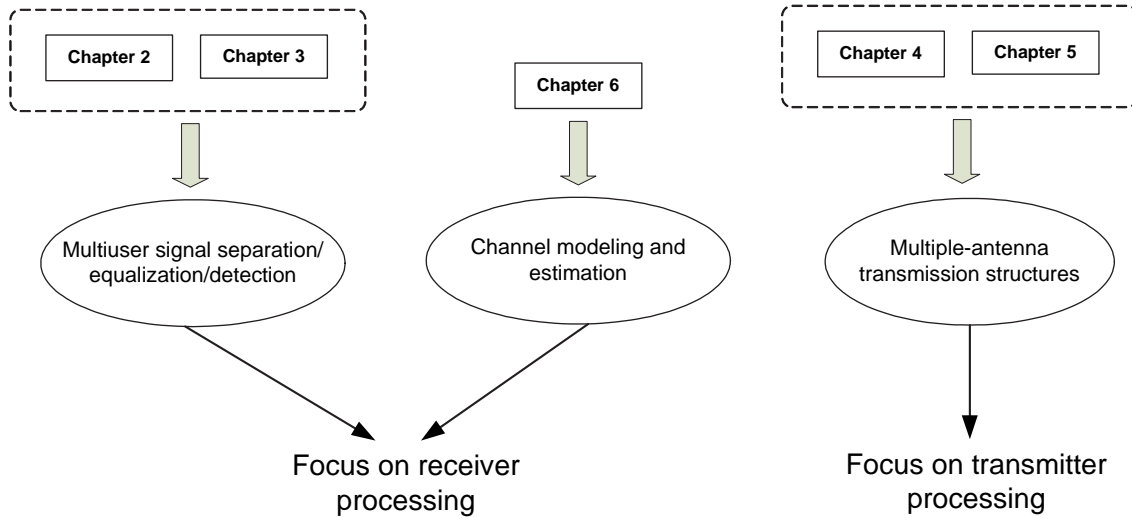 Chapter 2
Chapter 3
Chapter 6
Chapter 4
Chapter 5
Multiuser signal separation/
equalization/detection
Channel modeling and
estimation
Multiple-antenna
transmission structures
Focus on receiver
processing
Focus on transmitter
processing